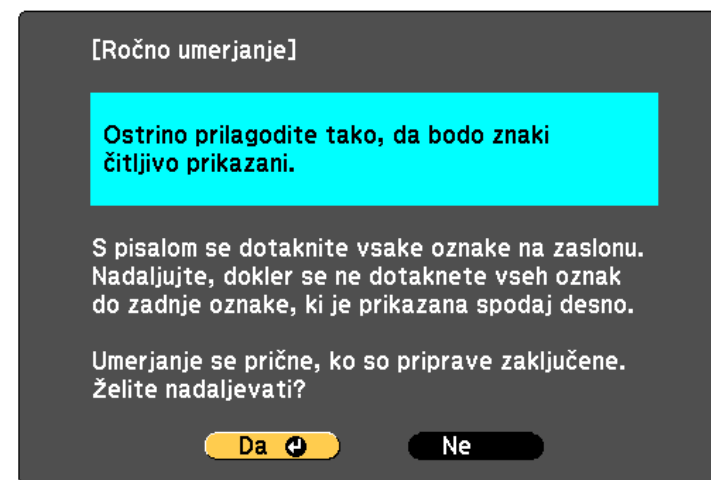 [Ročno umerjanje]
Ostrino prilagodite tako, da bodo znaki
čitljivo prikazani.
S pisalom se dotaknite vsake oznake na zaslonu.
Nadaljujte, dokler se ne dotaknete vseh oznak
do zadnje oznake, ki je prikazana spodaj desno.
Umerjanje se prične, ko so priprave zaključene.
Želite nadaljevati?
Da Ne